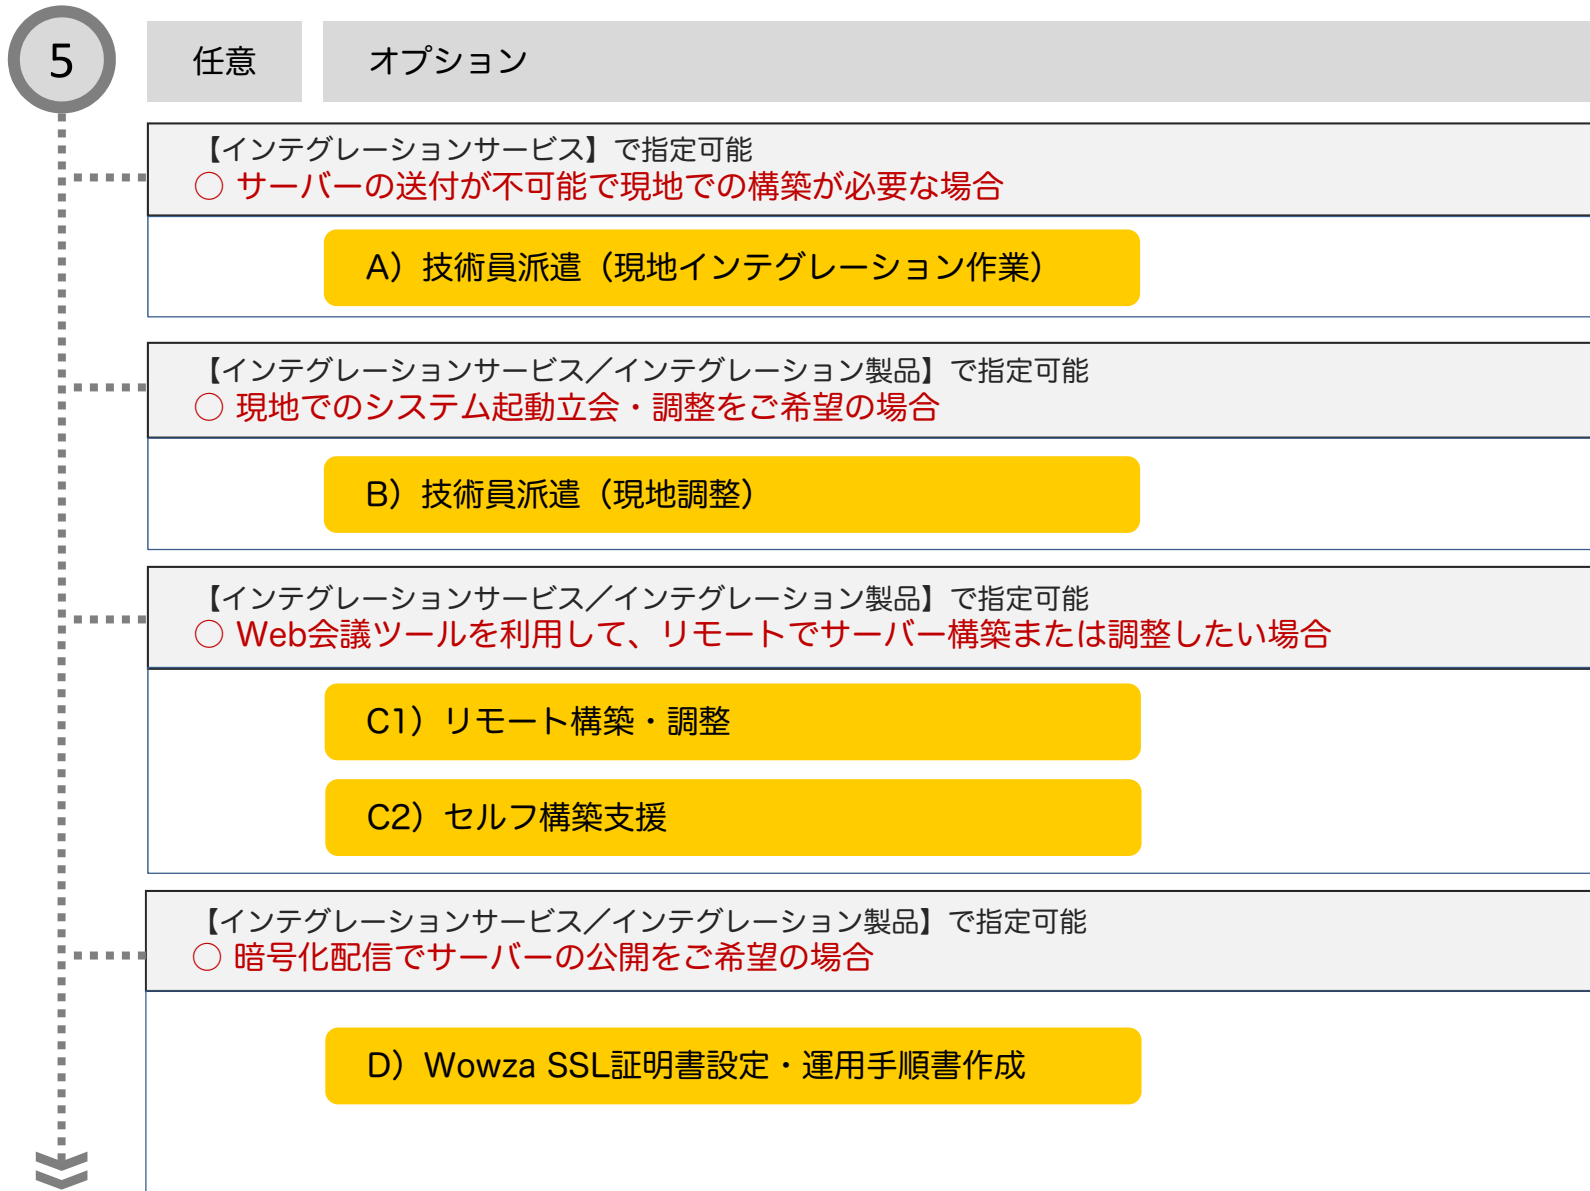 5
任意
オプション
【インテグレーションサービス】で指定可能
○ サーバーの送付が不可能で現地での構築が必要な場合
A）技術員派遣（現地インテグレーション作業）
【インテグレーションサービス／インテグレーション製品】で指定可能
○ 現地でのシステム起動立会・調整をご希望の場合
B）技術員派遣（現地調整）
【インテグレーションサービス／インテグレーション製品】で指定可能
○ Web会議ツールを利用して、リモートでサーバー構築または調整したい場合
C1）リモート構築・調整
C2）セルフ構築支援
【インテグレーションサービス／インテグレーション製品】で指定可能
○ 暗号化配信でサーバーの公開をご希望の場合
D）Wowza SSL証明書設定・運用手順書作成